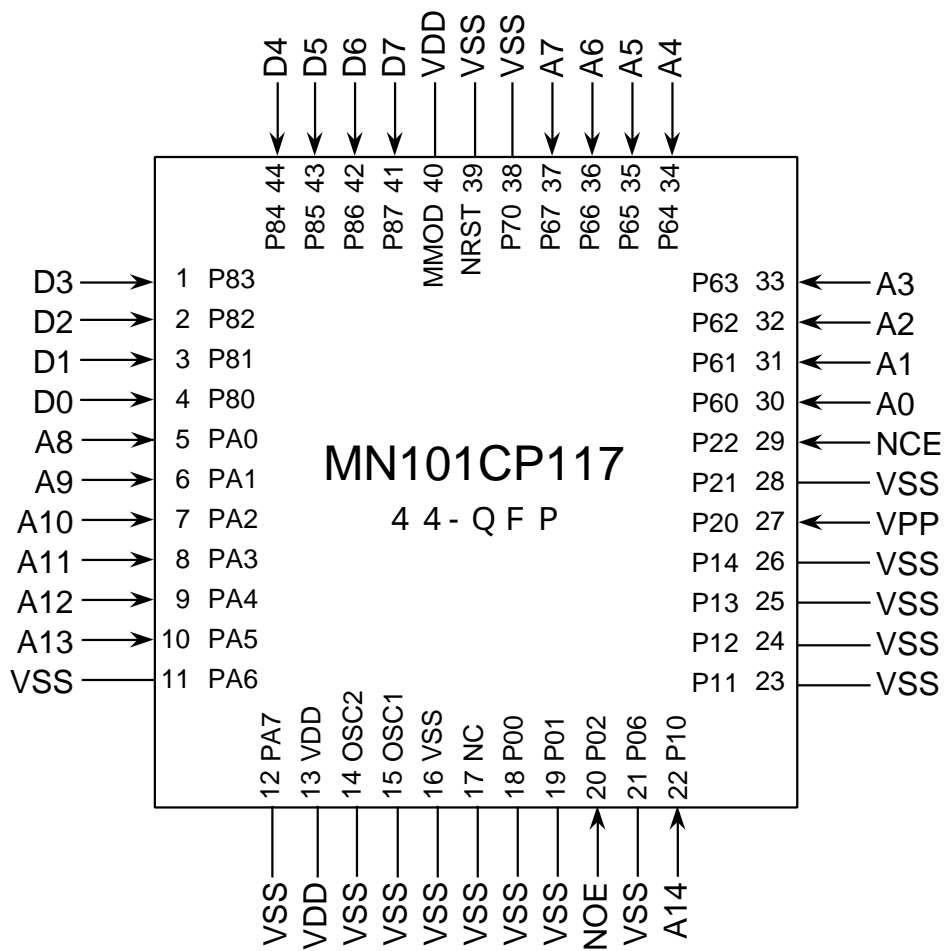 D4 D5 D6 D7 VDD VSS VSS A7 A6 A5 A4
P84 44 P85 43 P86 42 P87 41 MMOD 40 NRST 39 P70 38 P67 37 P66 36 P65 35 P64 34
D3 1 P83
D2 2 P82
D1 3 P81
D0 4 P80
A8 5 PA0
A9 6 PA1
A10 7 PA2
A11 8 PA3
A12 9 PA4
A13 10 PA5
VSS 11 PA6
MN101CP117
44-QFP
P63 33 A3
P62 32 A2
P61 31 A1
P60 30 A0
P22 29 NCE
P21 28 VSS
P20 27 VPP
P14 26 VSS
P13 25 VSS
P12 24 VSS
P11 23 VSS
12 PA7 13 VDD 14 OSC2 15 OSC1 16 VSS 17 NC 18 P00 19 P01 20 P02 21 P06 22 P10
VSS VDD VSS VSS VSS VSS VSS VSS NOE VSS A14